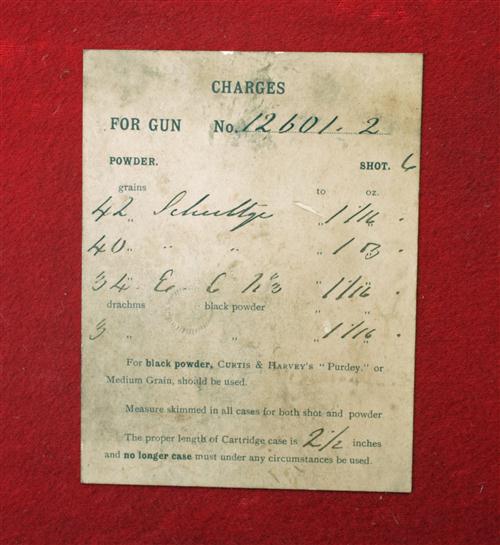 CHARGES
FOR GUN No. 12601. 2
POWDER. SHOT. 6
grains to oz.
42 " Schultze " 1 1/16 .
40 " " " " 1 oz .
34 " E. C No 3 " 1 1/16 .
drachms black powder
3 " " " 1 1/16 .
For black powder, CURTIS & HARVEY'S "Purdey." or
Medium Grain, should be used.
Measure skimmed in all cases for both shot and powder
The proper length of Cartridge case is 2 1/2 inches
and no longer case must under any circumstances be used.